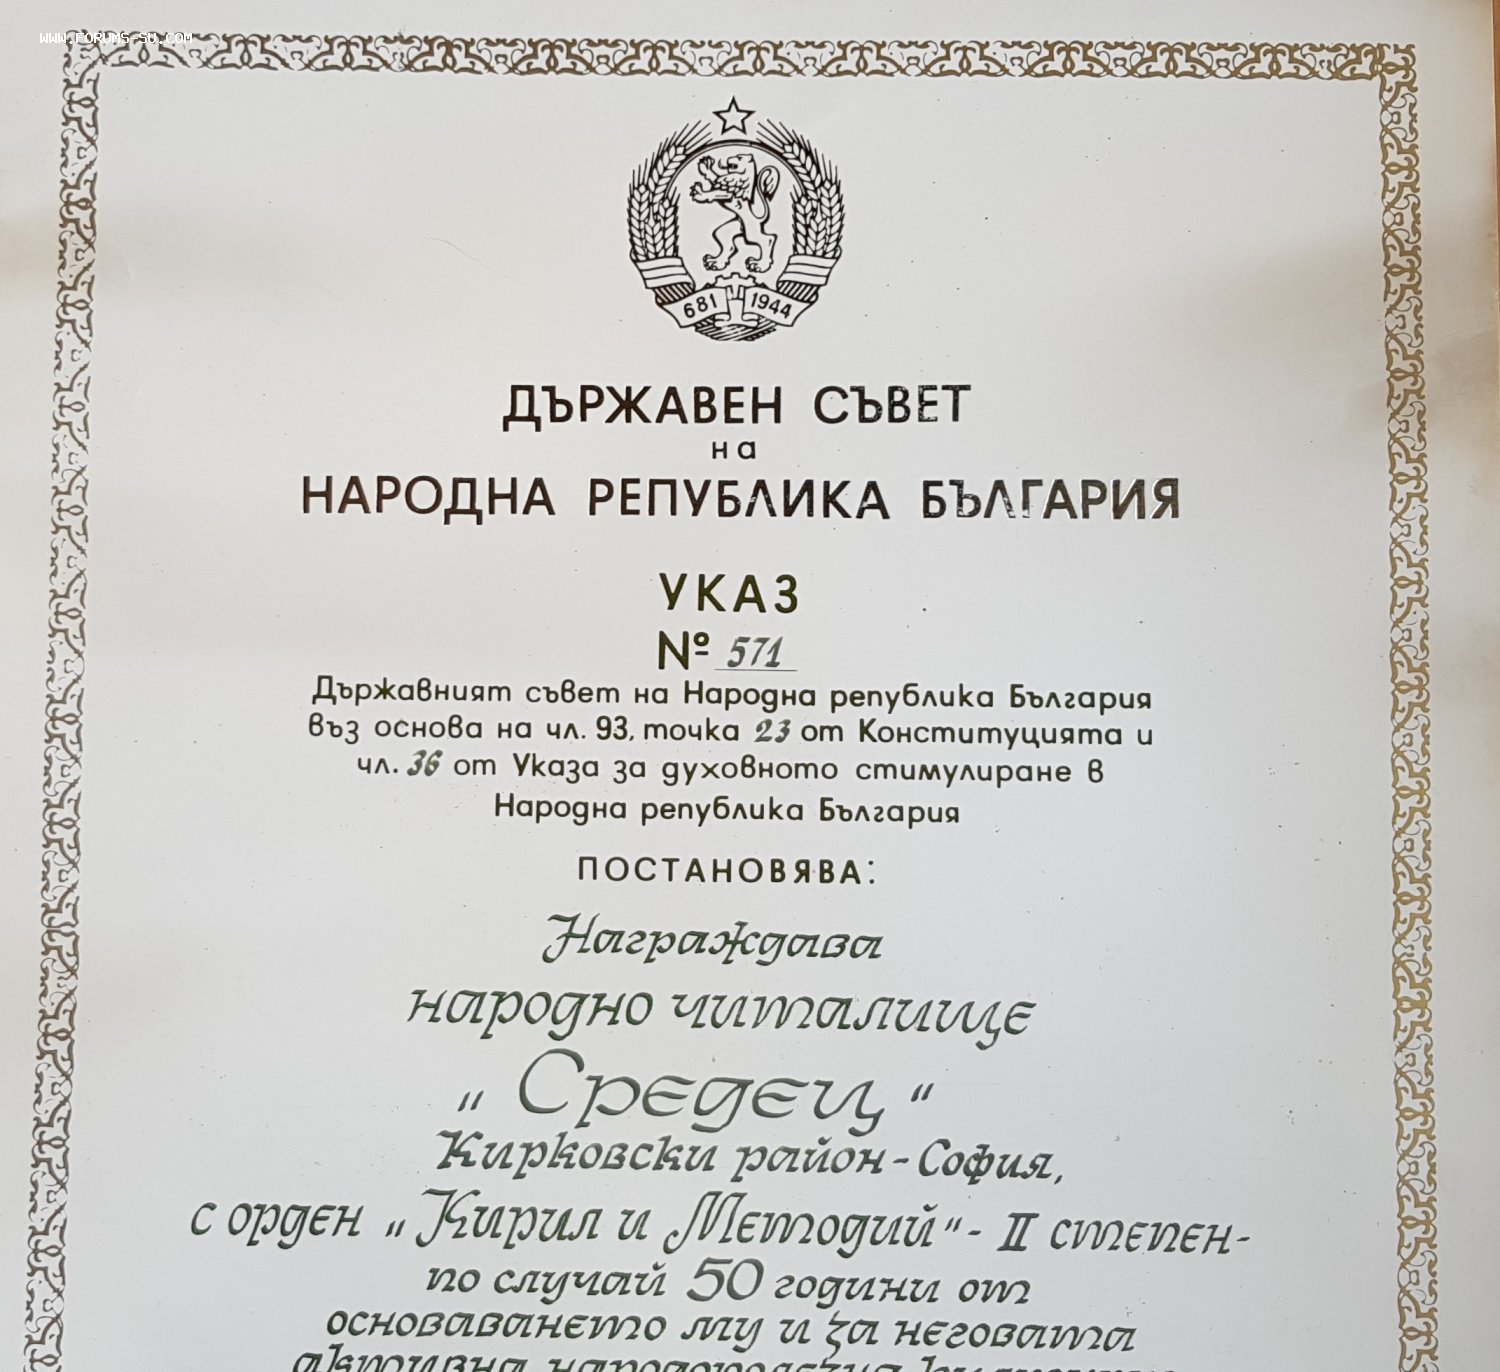 www.forums-su.com
681 1944
ДЪРЖАВЕН СЪВЕТ
на
НАРОДНА РЕПУБЛИКА БЪЛГАРИЯ
УКАЗ
№ 571
Държавният съвет на Народна република България
въз основа на чл. 93, точка 23 от Конституцията и
чл. 36 от Указа за духовното стимулиране в
Народна република България
ПОСТАНОВЯВА:
Награждава
народно читалище
„Средец“
Кирковски район - София,
с орден „Кирил и Методий“ - II степен -
по случай 50 години от
основаването му и за неговата
активна